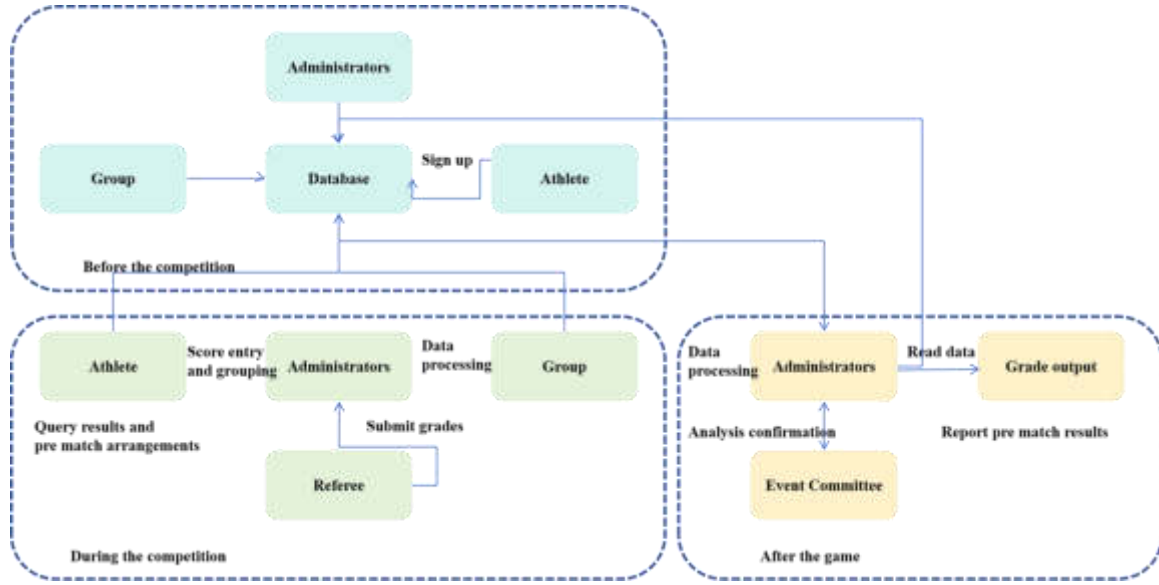 Administrators
Group
Database
Sign up
Athlete
Before the competition
Athlete
Score entry
and grouping
Administrators
Data
processing
Group
Query results and
pre match arrangements
Submit grades
Referee
During the competition
Data
processing
Administrators
Read data
Grade output
Analysis confirmation
Report pre match results
Event Committee
After the game